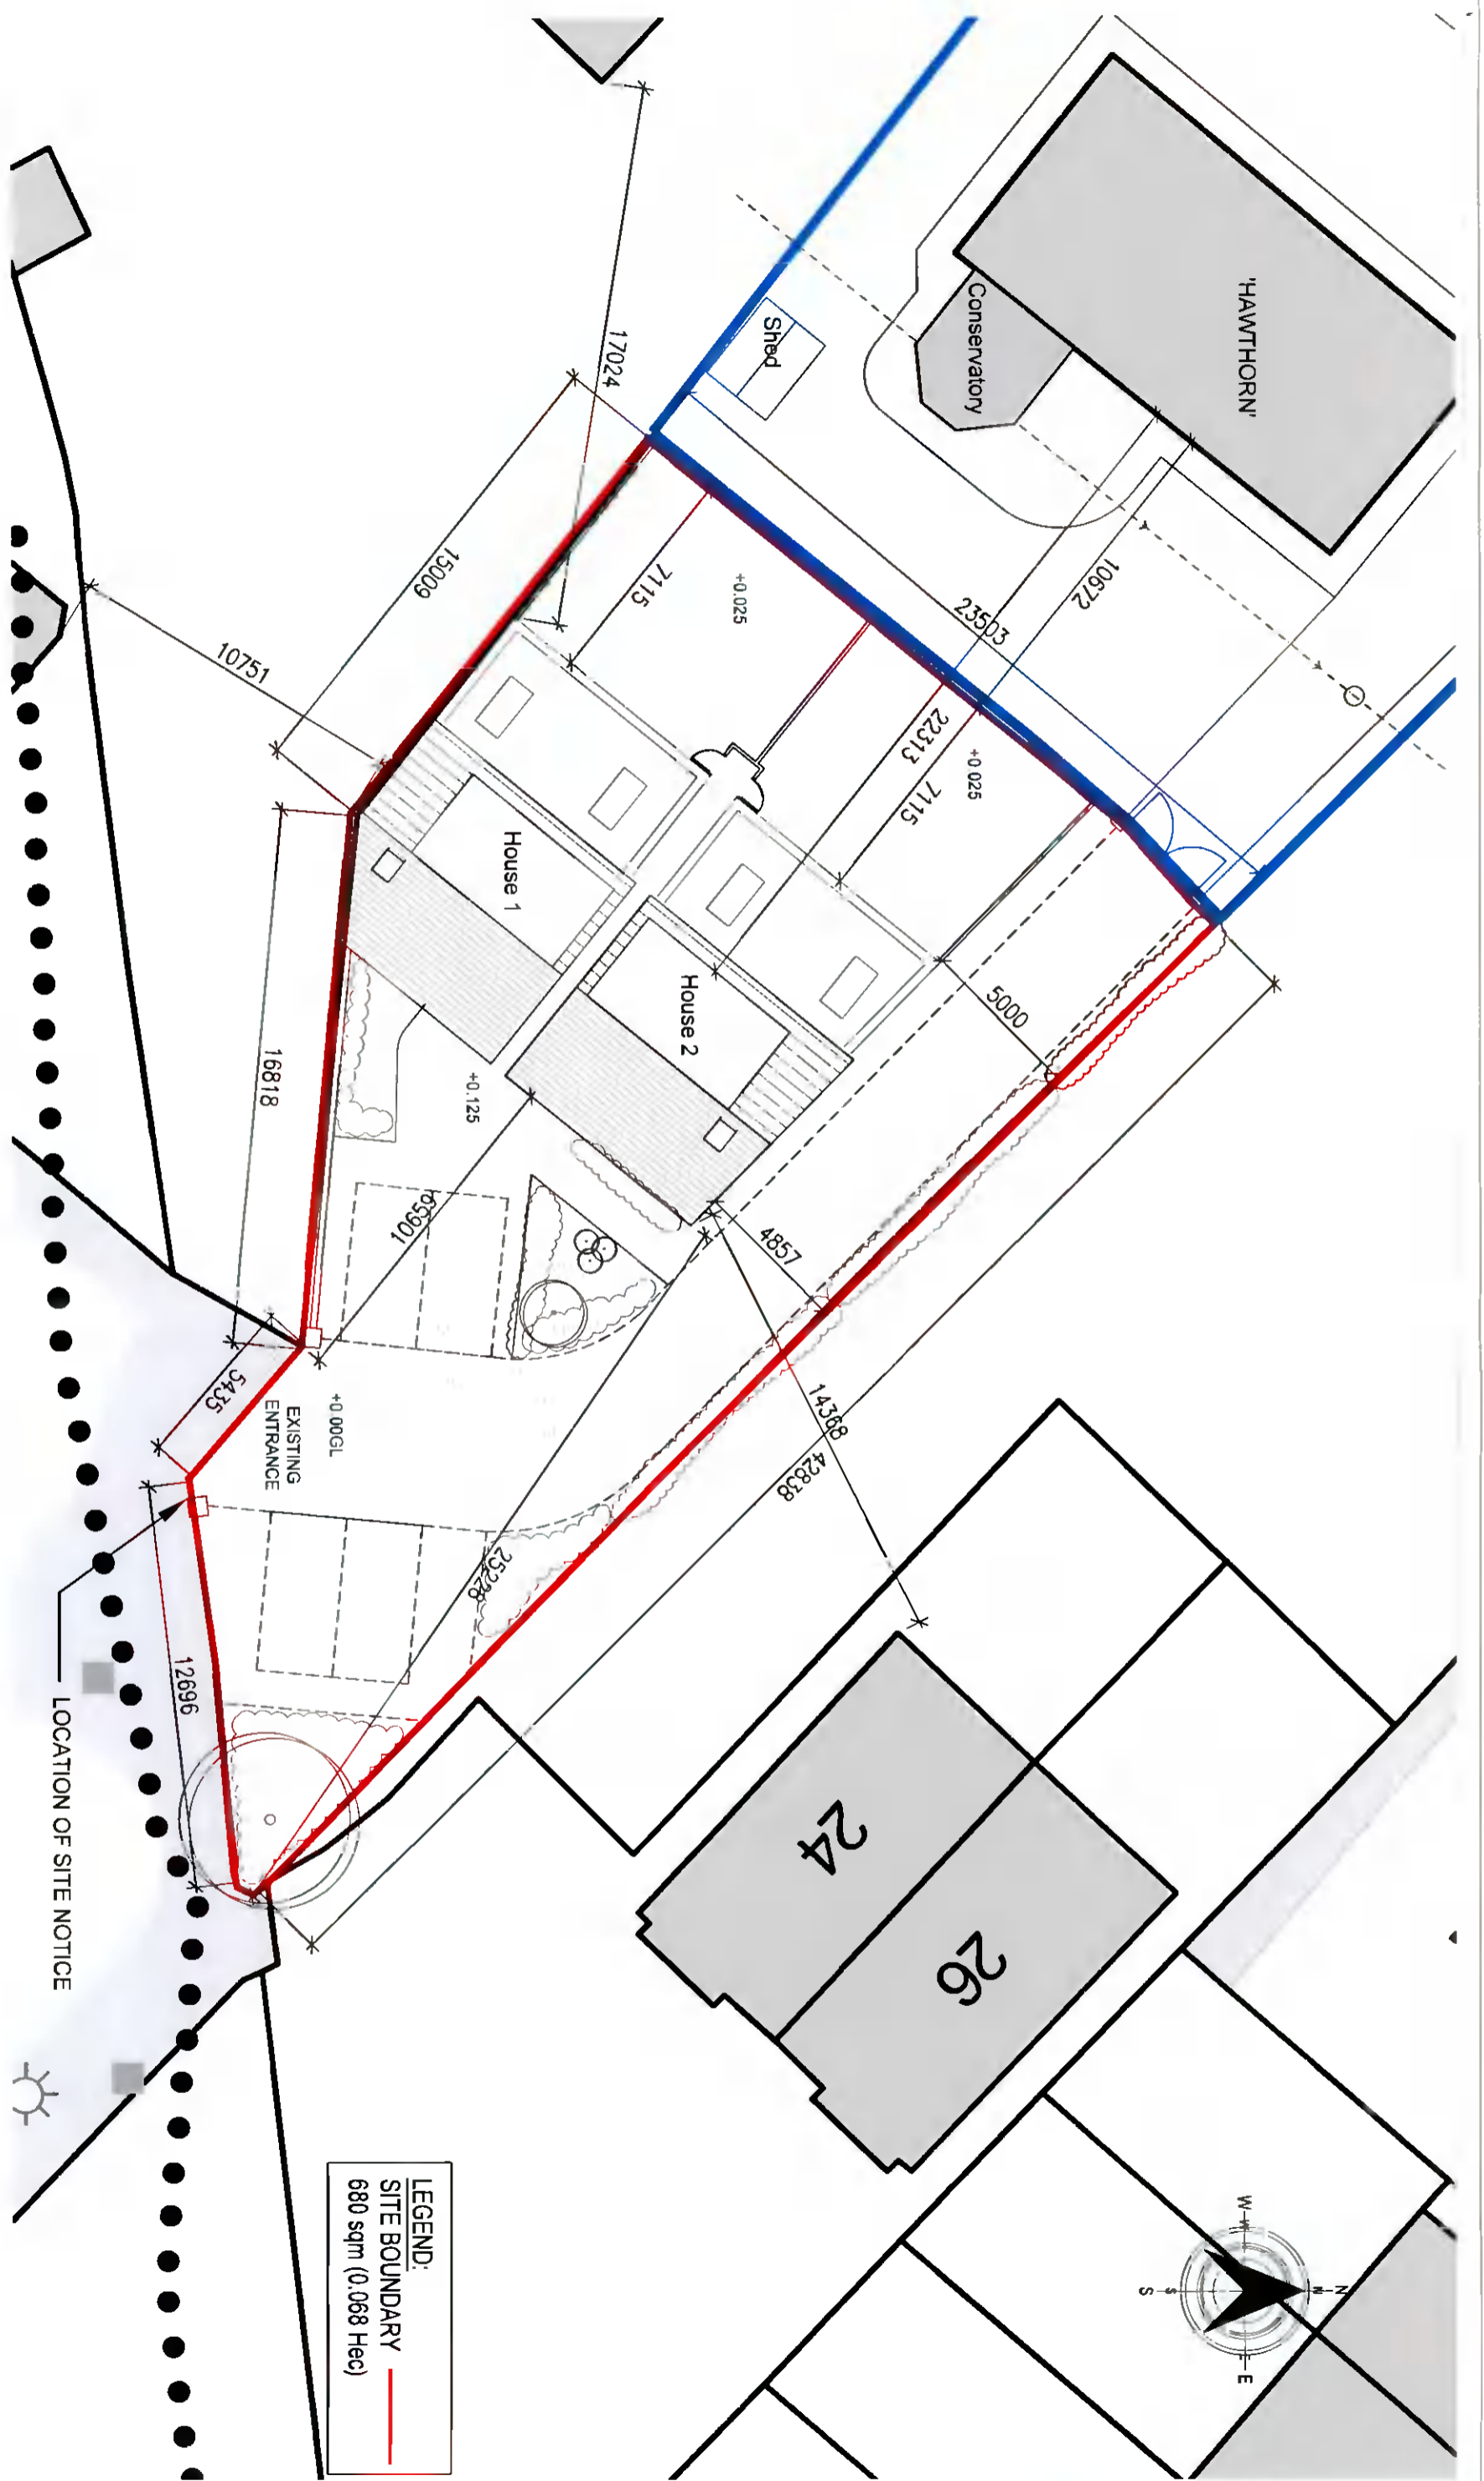 'HAWTHORN'
Conservatory
Shed
17024
15009
7115
+0.025
23503
10672
22313
7115
+0.025
10751
House 1
House 2
5000
16818
+0.125
10659
4857
14368
42838
5435
+0.00GL
EXISTING
ENTRANCE
25228
12696
LOCATION OF SITE NOTICE
24
26
N
N
W
W
E
S
S
LEGEND:
SITE BOUNDARY
680 sqm (0.068 Hec)